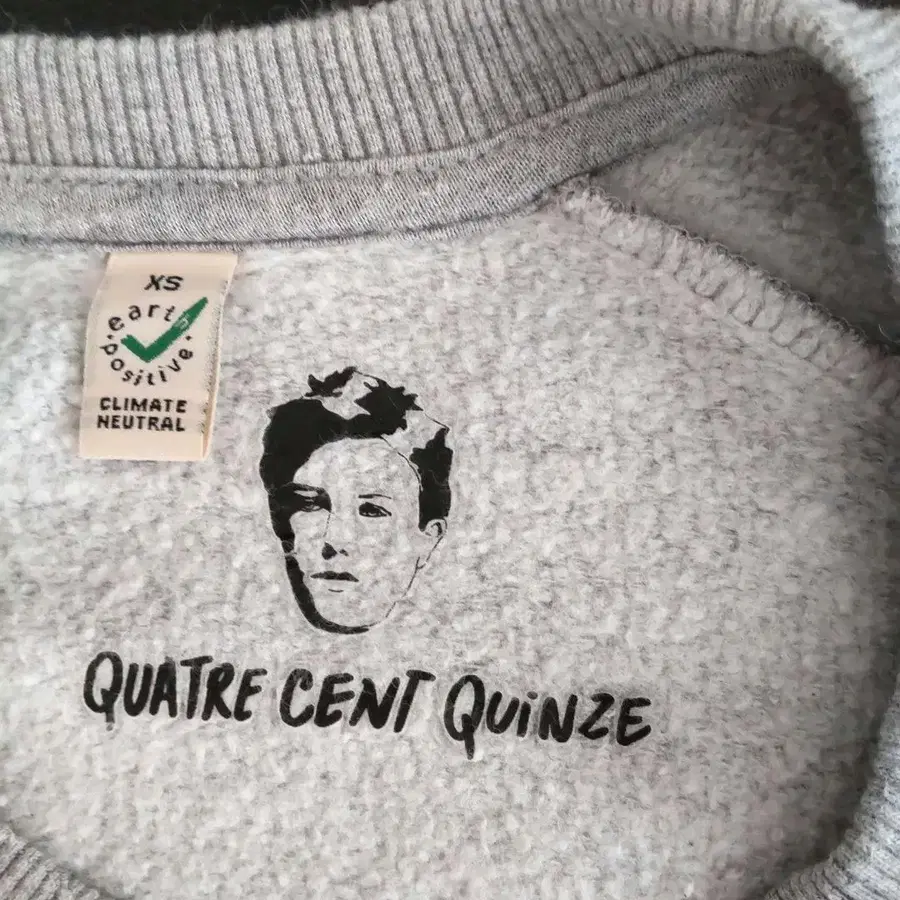 XS
earth
positive
CLIMATE
NEUTRAL
QUATRE CENT QUINZE